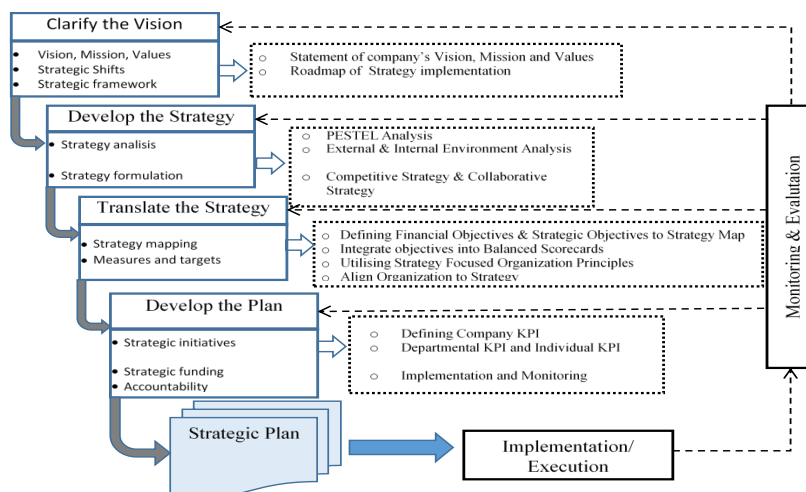 Clarify the Vision
• Vision, Mission, Values
• Strategic Shifts
• Strategic framework
o Statement of company's Vision, Mission and Values
o Roadmap of Strategy implementation
Develop the Strategy
• Strategy analisis
• Strategy formulation
o PESTEL Analysis
o External & Internal Environment Analysis
o Competitive Strategy & Collaborative
Strategy
Translate the Strategy
• Strategy mapping
• Measures and targets
o Defining Financial Objectives & Strategic Objectives to Strategy Map
o Integrate objectives into Balanced Scorecards
o Utilising Strategy Focused Organization Principles
o Align Organization to Strategy
Develop the Plan
• Strategic initiatives
• Strategic funding
• Accountability
o Defining Company KPI
o Departmental KPI and Individual KPI
o Implementation and Monitoring
Strategic Plan
Implementation/
Execution
Monitoring & Evalutaion